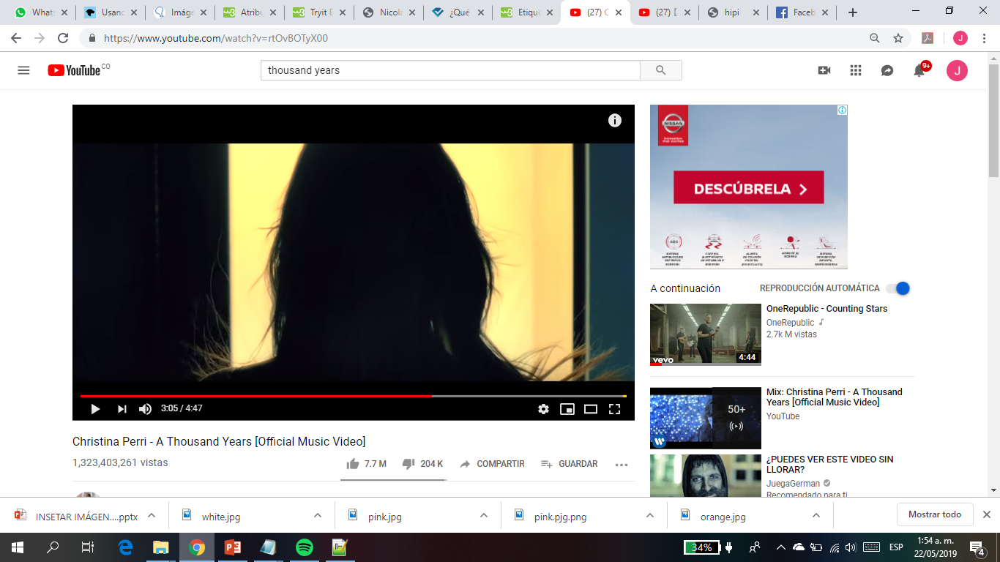 Whats
Usanc
Imáge
Atribu
Tryit E
Nicola
¿Qué
Etique
(27) C
(27) [
hipi
Faceb
https://www.youtube.com/watch?v=rtOvBOTyX00
J
YouTube CO
thousand years
9+
J
NISSAN
DESCÚRELA
A continuación
REPRODUCCIÓN AUTOMÁTICA
OneRepublic - Counting Stars
OneRepublic
2.7k M vistas
vevo
4:44
3:05 / 4:47
Mix: Christina Perri - A Thousand
Years [Official Music Video]
YouTube
50+
Christina Perri - A Thousand Years [Official Music Video]
1,323,403,261 vistas
7.7 M
204 K
COMPARTIR
GUARDAR
¿PUEDES VER ESTE VIDEO SIN
LLORAR?
JuegaGerman
Recomendado para ti
INSETAR IMÁGEN....pptx
white.jpg
pink.jpg
pink.pjg.png
orange.jpg
Mostrar todo
34%
ESP
1:54 a. m.
22/05/2019
4